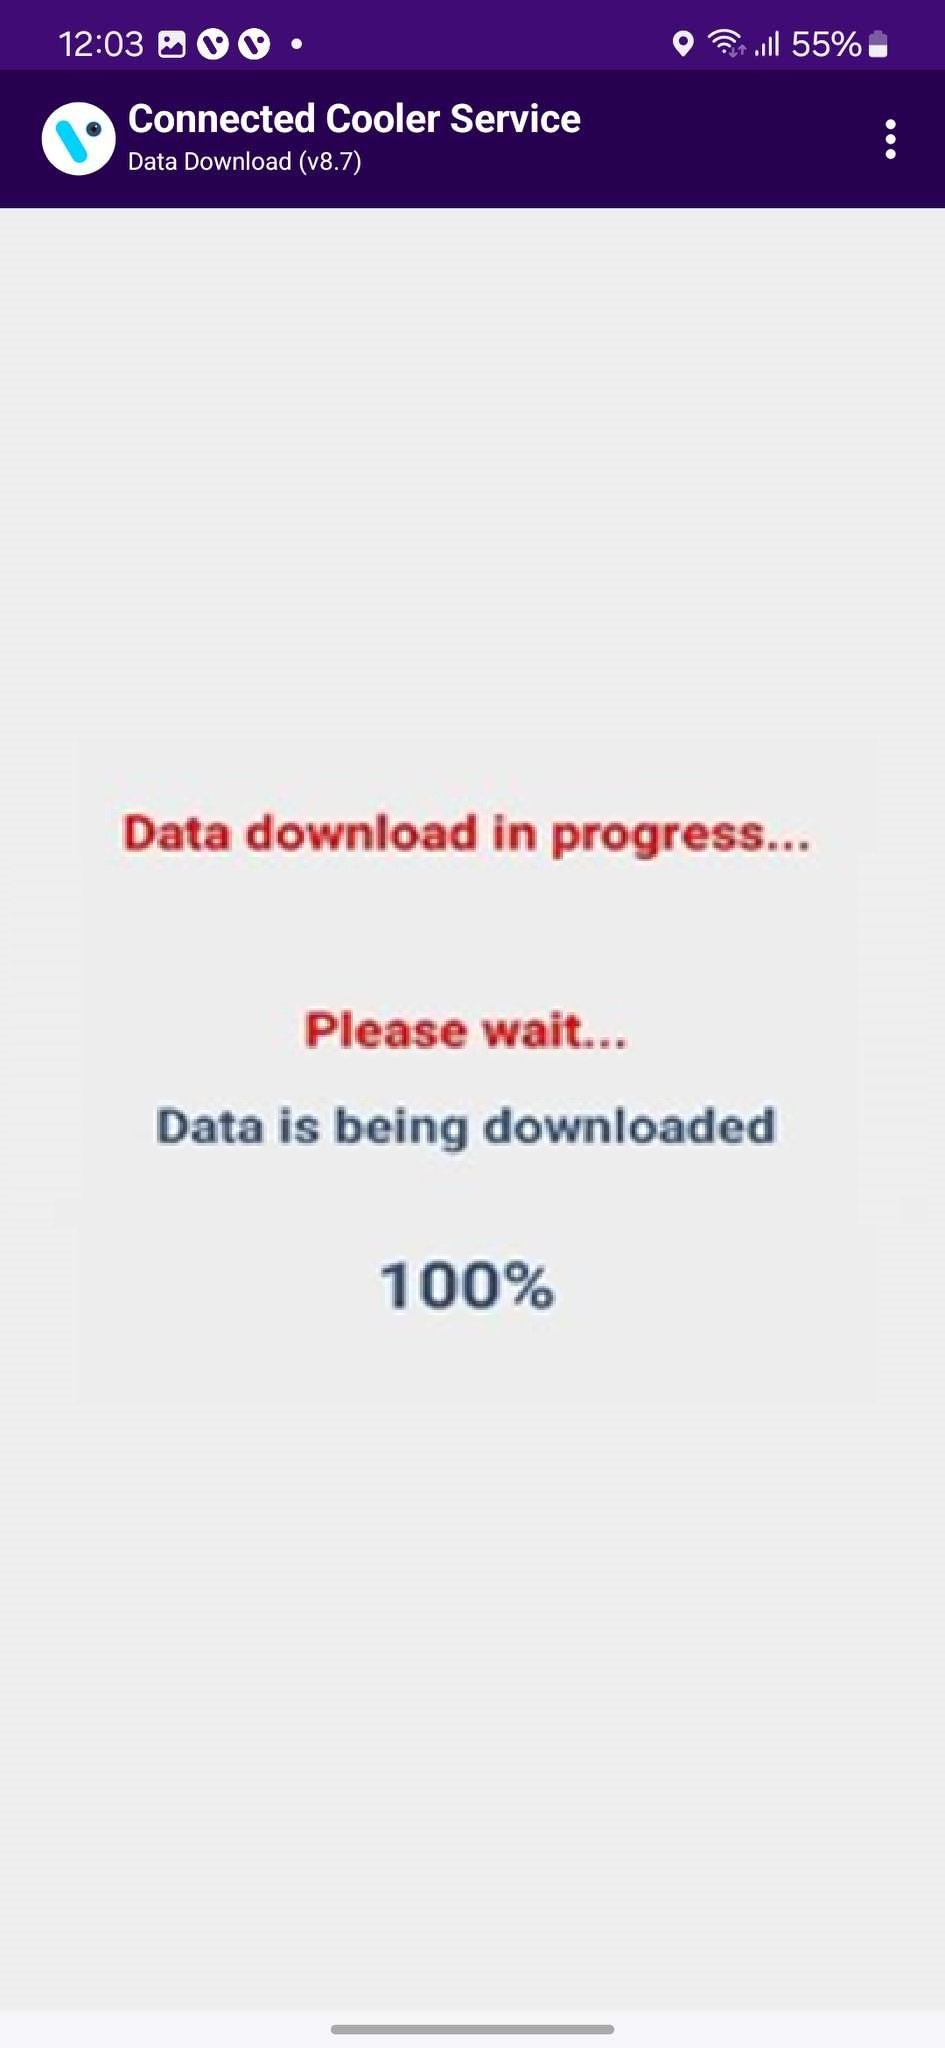 12:03
55%
Connected Cooler Service
Data Download (v8.7)
Data download in progress...
Please wait...
Data is being downloaded
100%